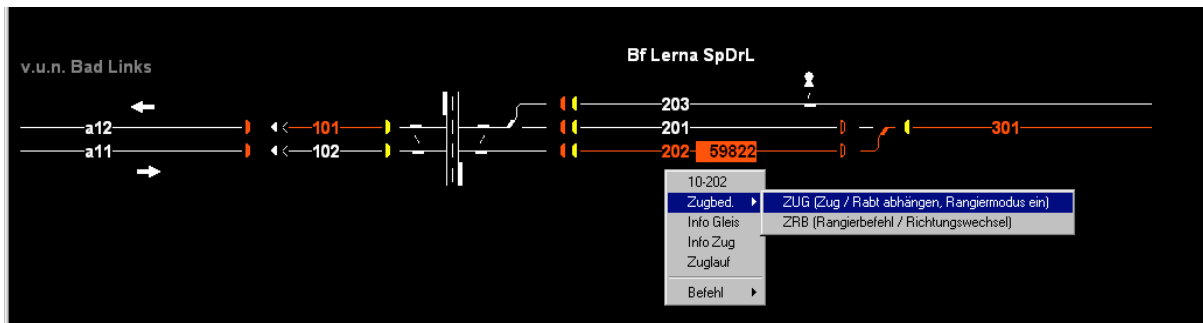 Bf Lerna SpDrL
v.u.n. Bad Links
203
a12 101 201 301
a11 102 202 59822
10-202
Zugbed. ZUG (Zug / Rabt abhängen, Rangiermodus ein)
Info Gleis ZRB (Rangierbefehl / Richtungswechsel)
Info Zug
Zuglauf
Befehl